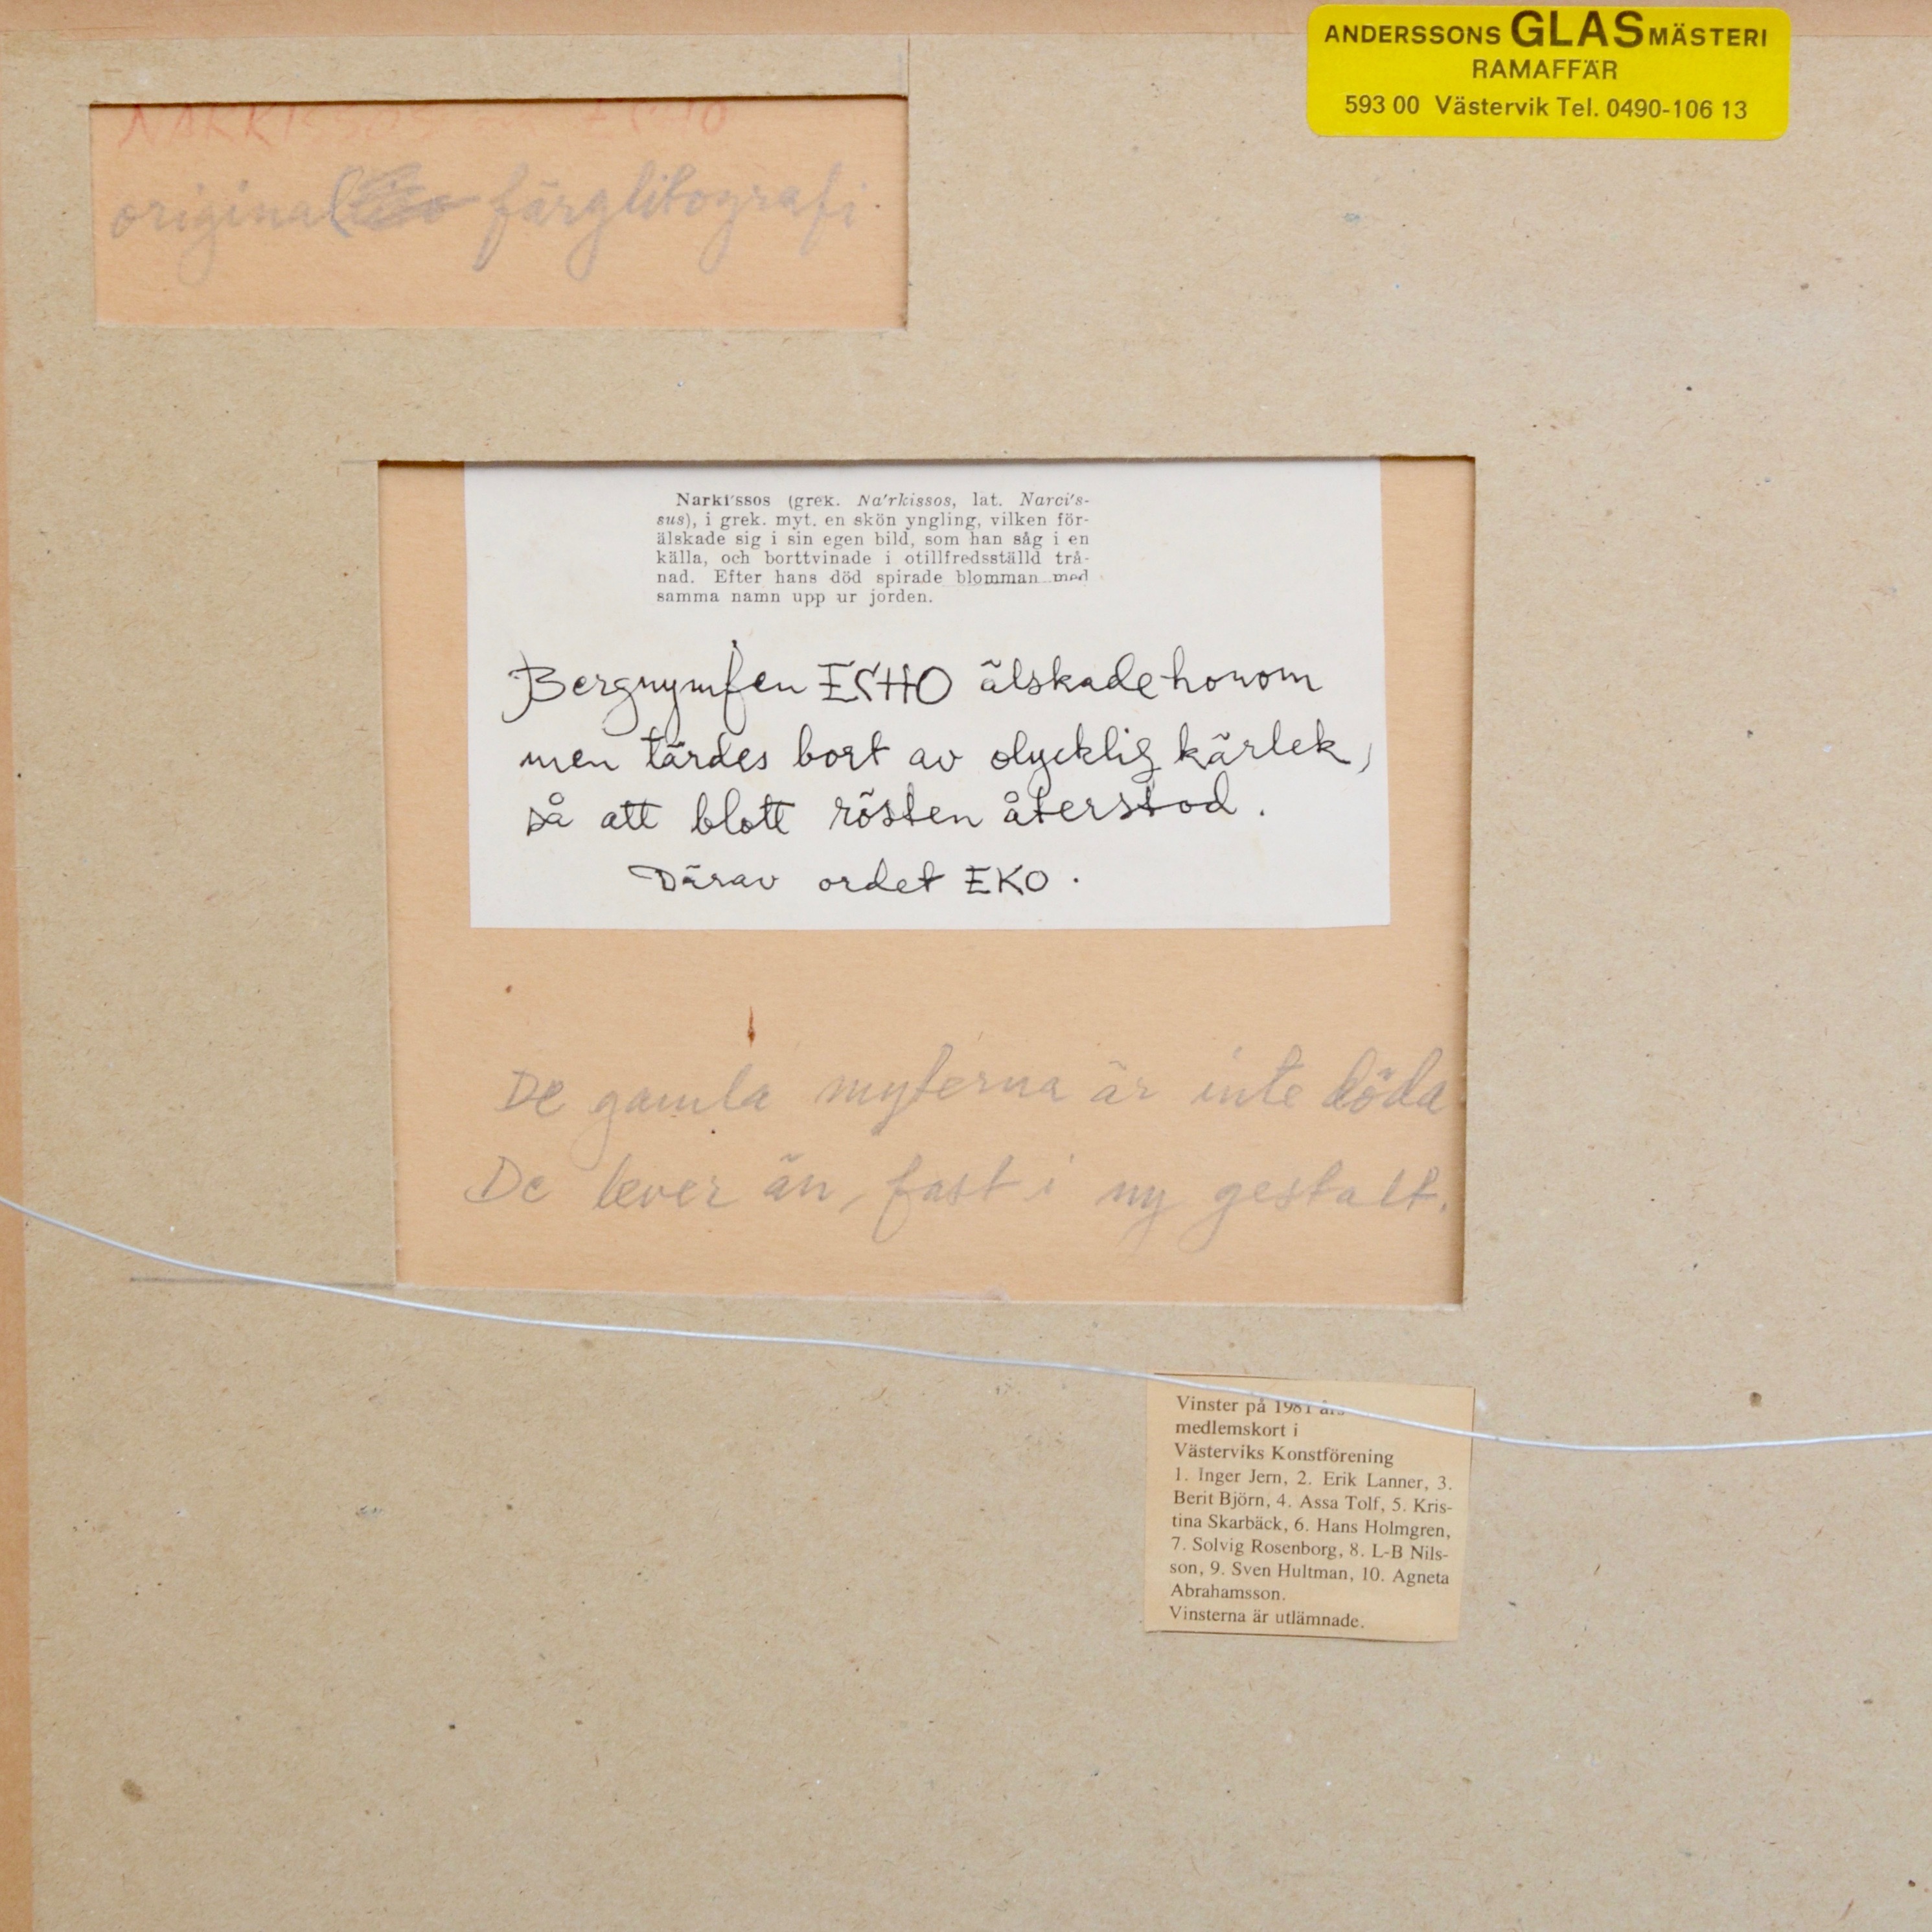 ANDERSSONS GLASMÄSTERI
RAMAFFÄR
593 00 Västervik Tel. 0490-106 13
NARKISSOS ECHO
original färglitografi.
Narki'ssos (grek. Na'rkissos, lat. Narci's-
sus), i grek. myt. en skön yngling, vilken för-
älskade sig i sin egen bild, som han såg i en
källa, och borttvinade i otillfredsställd trå-
nad. Efter hans död spirade blomman med
samma namn upp ur jorden.
Bergnymfen ECHO älskade honom
men tärdes bort av olycklig kärlek,
så att blott rösten återstod.
Därav ordet EKO.
De gamla myterna är inte döda
De lever än, fast i ny gestalt.
Vinster på 1981 års
medlemskort i
Västerviks Konstförening
1. Inger Jern, 2. Erik Lanner, 3.
Berit Björn, 4. Assa Tolf, 5. Kris-
tina Skarbäck, 6. Hans Holmgren,
7. Solvig Rosenborg, 8. L-B Nils-
son, 9. Sven Hultman, 10. Agneta
Abrahamsson.
Vinsterna är utlämnade.